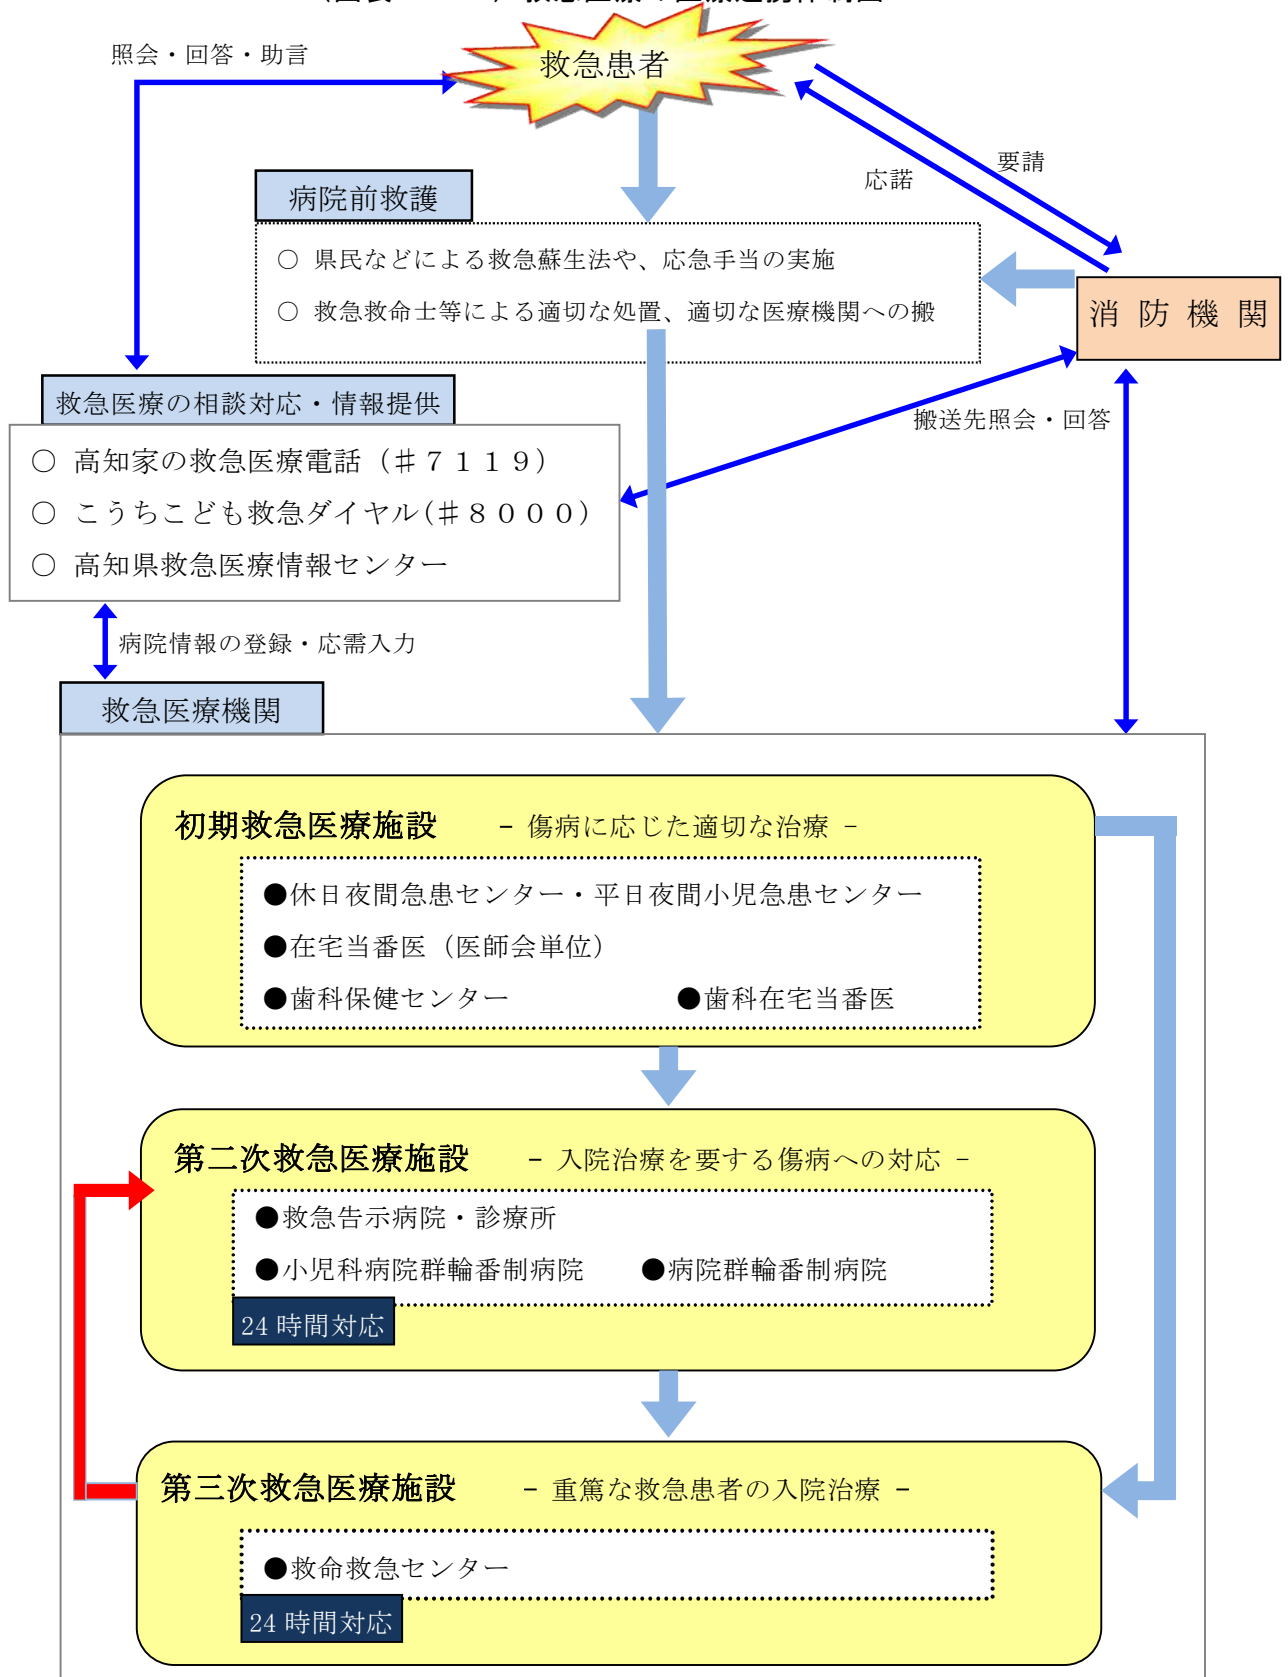 照会・回答・助言
救急患者
要請
応諾
病院前救護
○ 県民などによる救急蘇生法や、応急手当の実施
○ 救急救命士等による適切な処置、適切な医療機関への搬
消防機関
救急医療の相談対応・情報提供
搬送先照会・回答
○ 高知家の救急医療電話（＃７１１９）
○ こうちこども救急ダイヤル(＃８０００）
○ 高知県救急医療情報センター
病院情報の登録・応需入力
救急医療機関
初期救急医療施設　－ 傷病に応じた適切な治療 －
●休日夜間急患センター・平日夜間小児急患センター
●在宅当番医（医師会単位）
●歯科保健センター　●歯科在宅当番医
第二次救急医療施設　－ 入院治療を要する傷病への対応 －
●救急告示病院・診療所
●小児科病院群輪番制病院　●病院群輪番制病院
24 時間対応
第三次救急医療施設　－ 重篤な救急患者の入院治療 －
●救命救急センター
24 時間対応